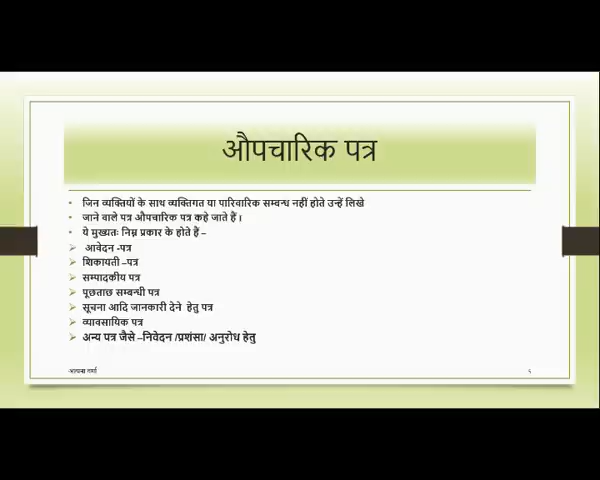 औपचारिक पत्र
• जिन व्यक्तियों के साथ व्यक्तिगत या पारिवारिक सम्बन्ध नहीं होते उन्हें लिखे
• जाने वाले पत्र औपचारिक पत्र कहे जाते हैं ।
• ये मुख्यतः निम्न प्रकार के होते हैं –
➢ आवेदन -पत्र
➢ शिकायती –पत्र
➢ सम्पादकीय पत्र
➢ पूछताछ सम्बन्धी पत्र
➢ सूचना आदि जानकारी देने हेतु पत्र
➢ व्यावसायिक पत्र
➢ अन्य पत्र जैसे –निवेदन /प्रशंसा/ अनुरोध हेतु